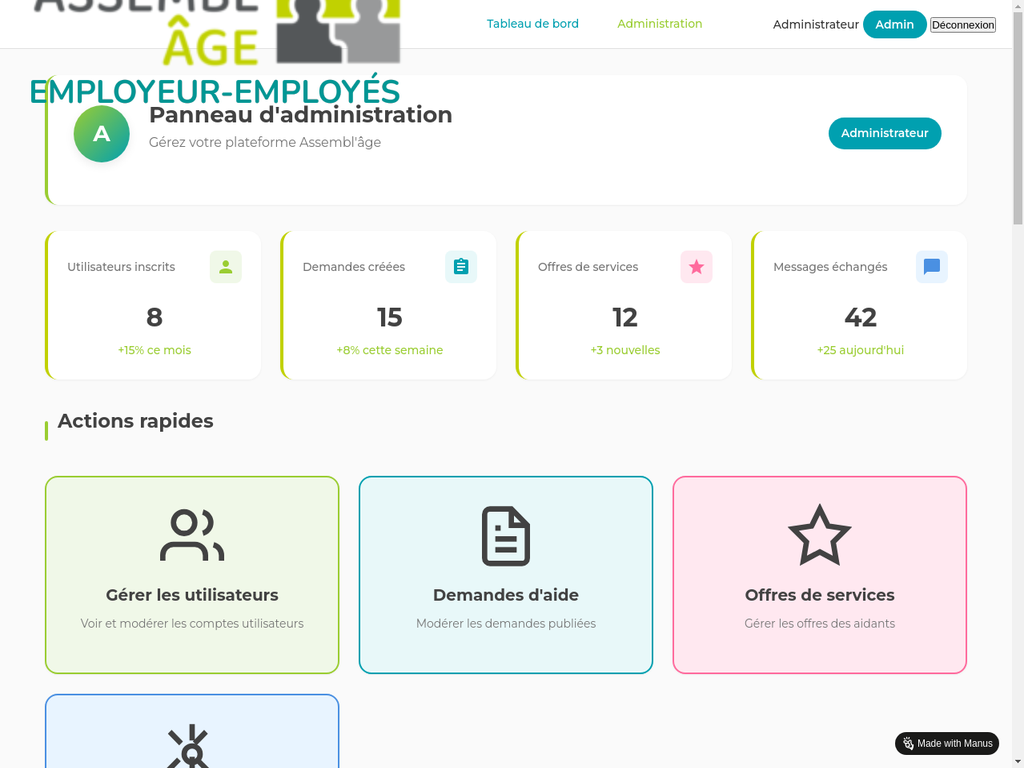 ASSEMBL'
ÂGE
EMPLOYEUR-EMPLOYÉS
Tableau de bord
Administration
Administrateur
Admin
Déconnexion
A
Panneau d'administration
Gérez votre plateforme Assembl'âge
Administrateur
Utilisateurs inscrits
8
+15% ce mois
Demandes créées
15
+8% cette semaine
Offres de services
12
+3 nouvelles
Messages échangés
42
+25 aujourd'hui
Actions rapides
Gérer les utilisateurs
Voir et modérer les comptes utilisateurs
Demandes d'aide
Modérer les demandes publiées
Offres de services
Gérer les offres des aidants
Made with Manus